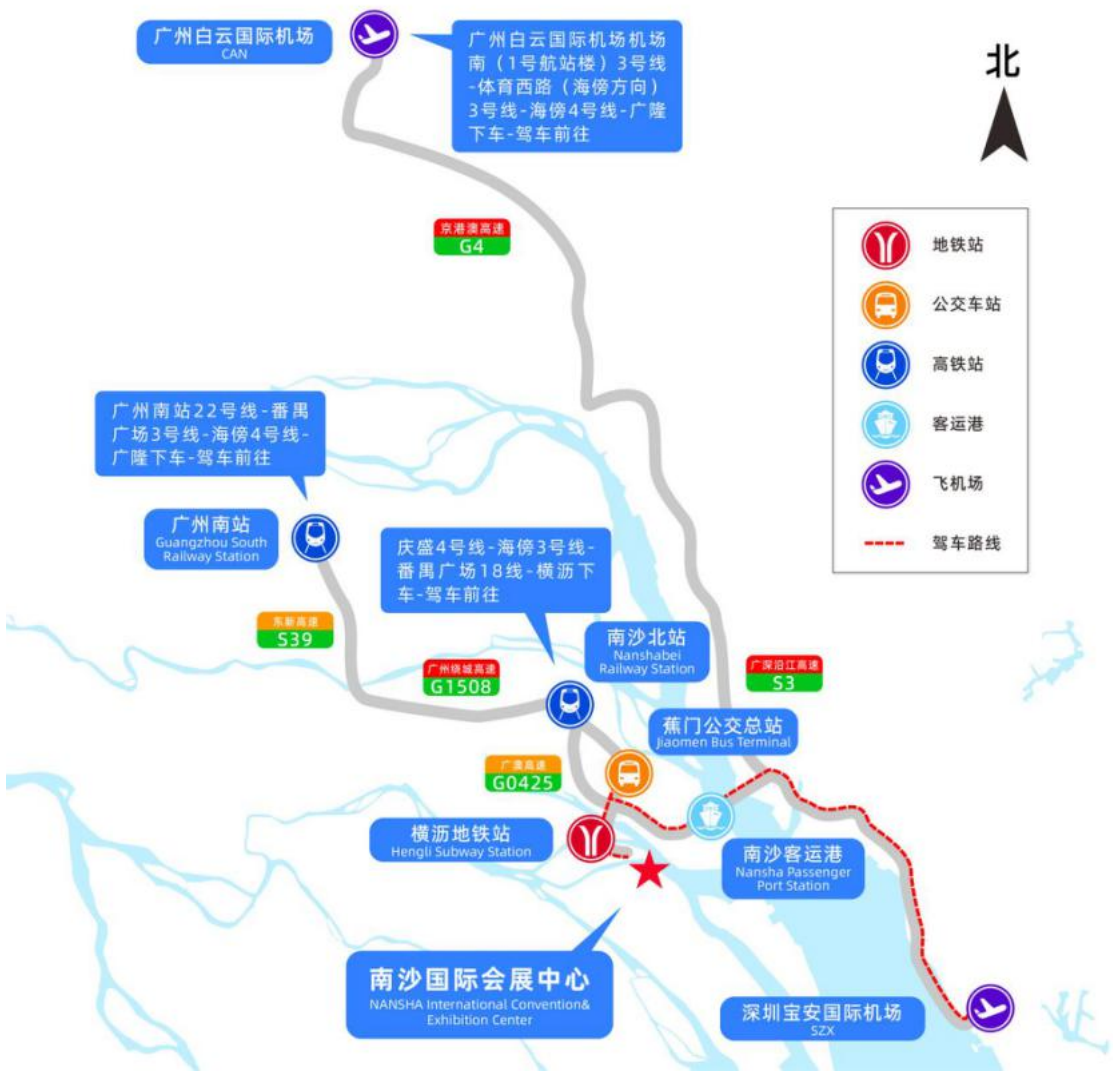 广州白云国际机场
CAN
广州白云国际机场机场
南（1号航站楼）3号线
-体育西路（海傍方向）
3号线-海傍4号线-广隆
下车-驾车前往
北
京港澳高速
G4
地铁站
公交车站
高铁站
客运港
飞机场
驾车路线
广州南站22号线-番禺
广场3号线-海傍4号线-
广隆下车-驾车前往
广州南站
Guangzhou South
Railway Station
庆盛4号线-海傍3号线-
番禺广场18线-横沥下
车-驾车前往
东新高速
S39
南沙北站
Nanshabei
Railway Station
广州绕城高速
G1508
广深沿江高速
S3
蕉门公交总站
Jiaomen Bus Terminal
广澳高速
G0425
横沥地铁站
Hengli Subway Station
南沙客运港
Nansha Passenger
Port Station
南沙国际会展中心
NANSHA International Convention&
Exhibition Center
深圳宝安国际机场
SZX